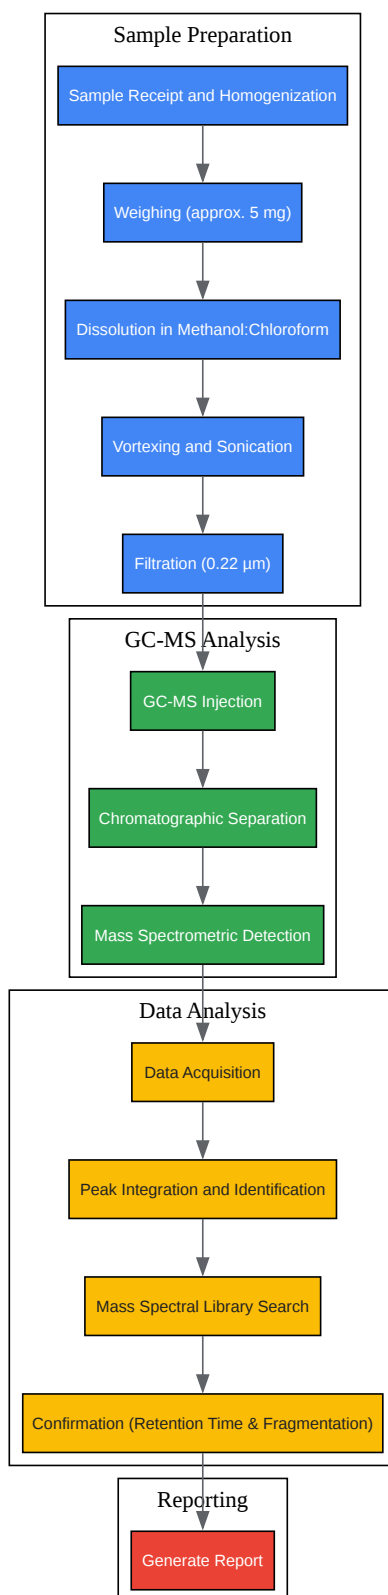 Sample Preparation
Sample Receipt and Homogenization
Weighing (approx. 5 mg)
Dissolution in Methanol:Chloroform
Vortexing and Sonication
Filtration (0.22 µm)
GC-MS Analysis
GC-MS Injection
Chromatographic Separation
Mass Spectrometric Detection
Data Analysis
Data Acquisition
Peak Integration and Identification
Mass Spectral Library Search
Confirmation (Retention Time & Fragmentation)
Reporting
Generate Report